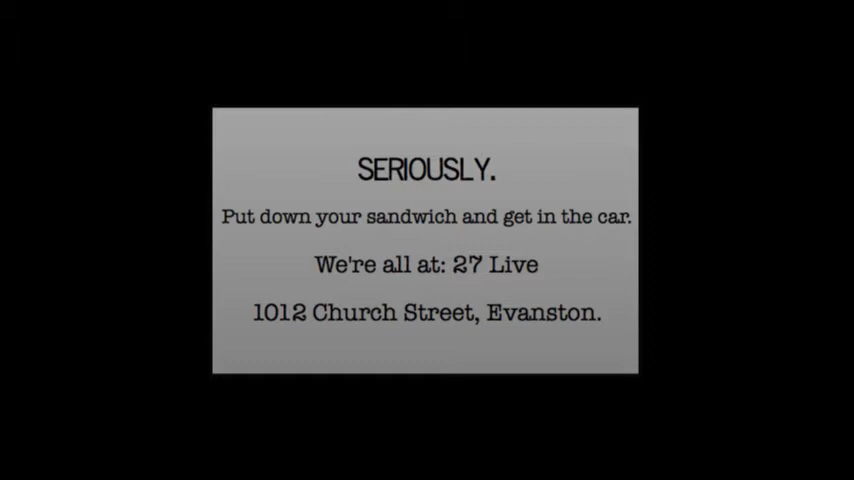 SERIOUSLY.
Put down your sandwich and get in the car.
We're all at: 27 Live
1012 Church Street, Evanston.